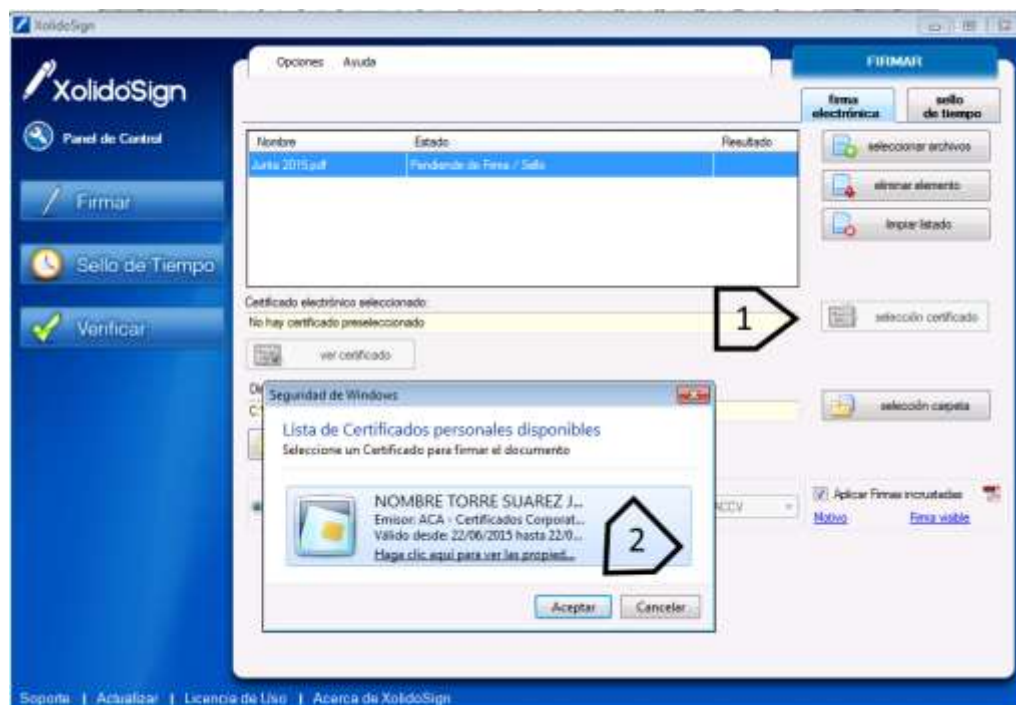 XolidoSign
XolidoSign
Panel de Control
Firmar
Sello de Tiempo
Verificar
Opciones Ayuda
FIRMAR
firma electrónica
sello de tiempo
Nombre Estado Resultado
Junta 2015.pdf Pendiente de Firma / Sello
seleccionar archivos
eliminar elemento
limpiar listado
Certificado electrónico seleccionado:
No hay certificado preseleccionado
1
selección certificado
ver certificado
selección carpeta
Seguridad de Windows
Lista de Certificados personales disponibles
Seleccione un Certificado para firmar el documento
NOMBRE TORRE SUAREZ J...
Emisor: ACA - Certificados Corporat...
Válido desde: 22/06/2015 hasta 22/0...
Haga clic aquí para ver las propied...
2
Aceptar Cancelar
ACCV
Aplicar Firmas incrustadas
Motivo Firma visible
Soporte | Actualizar | Licencia de Uso | Acerca de XolidoSign